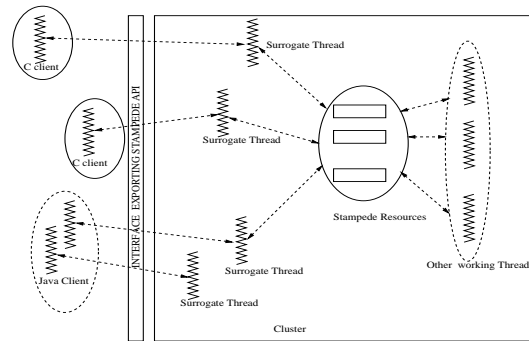 C client
Surrogate Thread
INTERFACE EXPORTING STAMPEDE API
C client
Surrogate Thread
Stampede Resources
Surrogate Thread
Other working Thread
Java Client
Surrogate Thread
Cluster